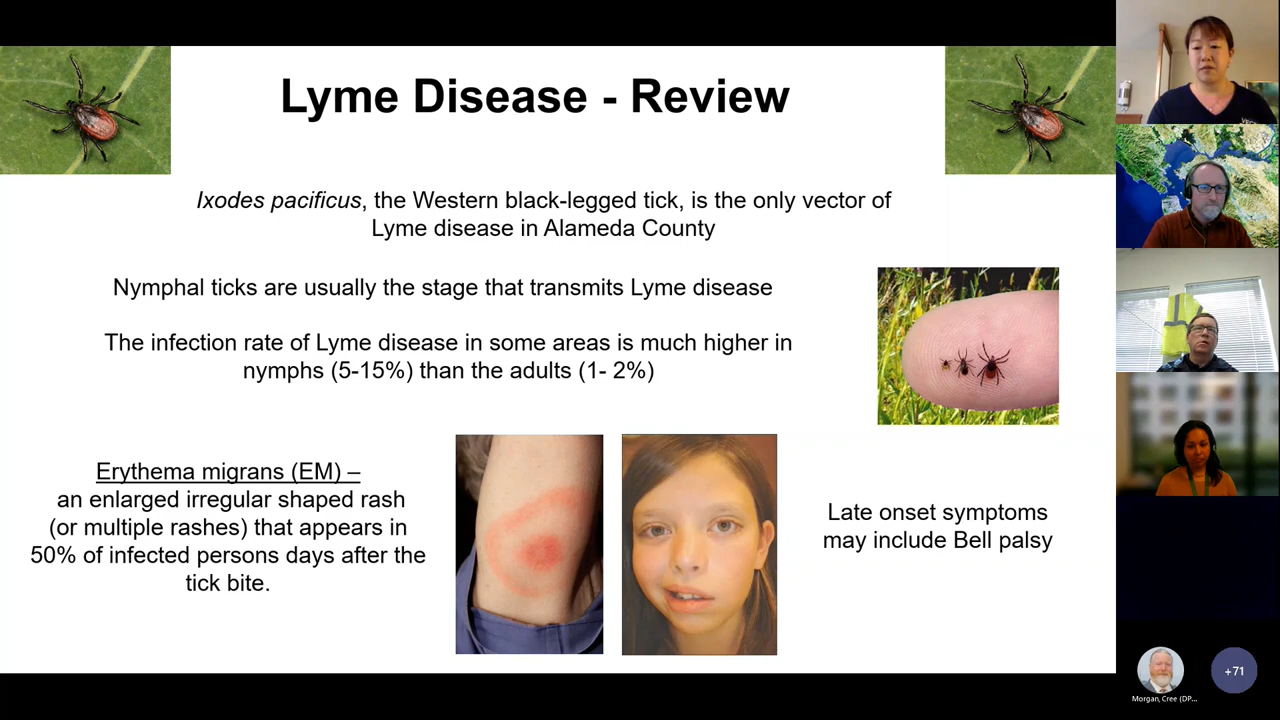 Lyme Disease - Review
Ixodes pacificus, the Western black-legged tick, is the only vector of
Lyme disease in Alameda County
Nymphal ticks are usually the stage that transmits Lyme disease
The infection rate of Lyme disease in some areas is much higher in
nymphs (5-15%) than the adults (1- 2%)
Erythema migrans (EM) –
an enlarged irregular shaped rash
(or multiple rashes) that appears in
50% of infected persons days after the
tick bite.
Late onset symptoms
may include Bell palsy
+71
Morgan, Cree (DP...